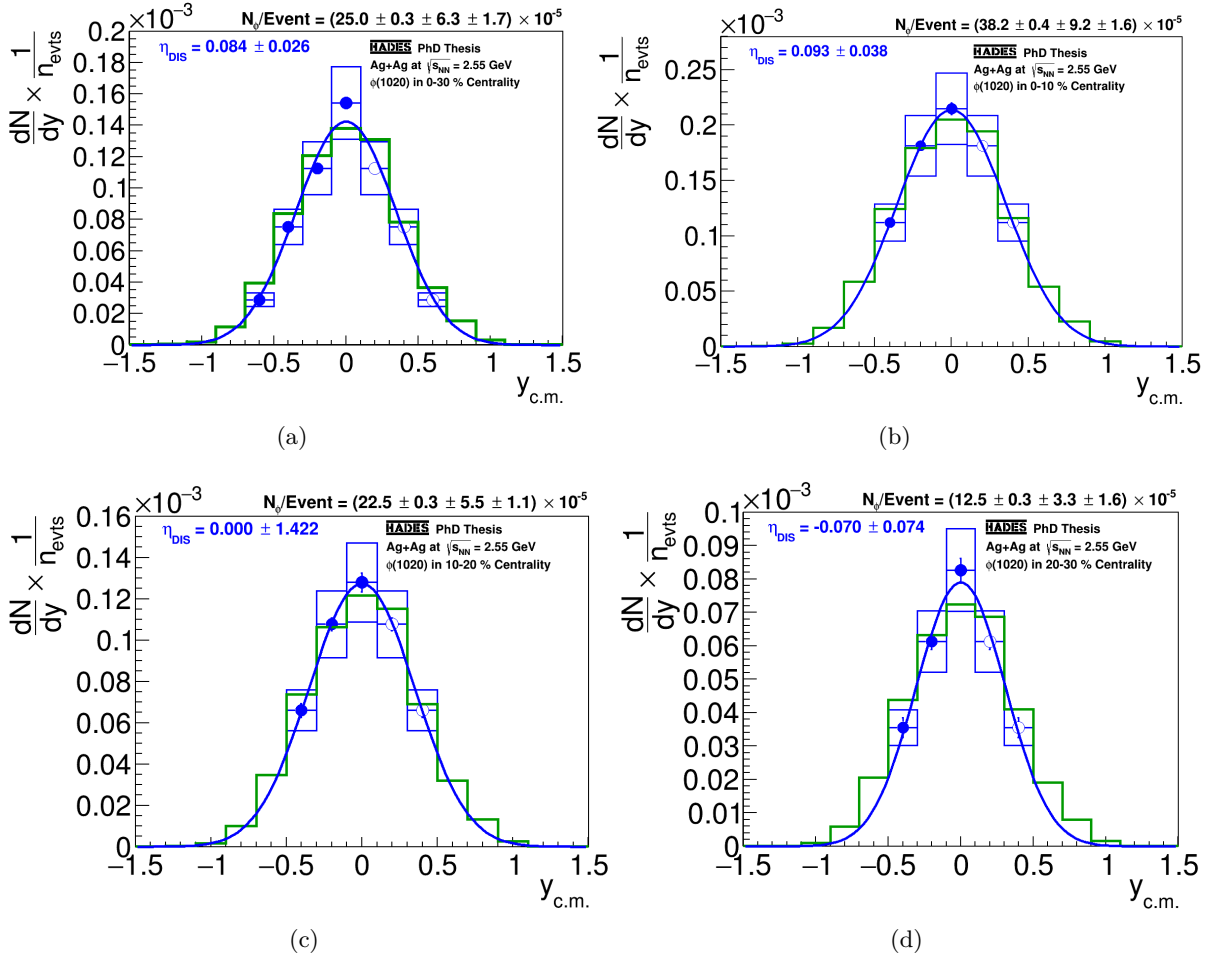 N_ϕ/Event = (25.0 ± 0.3 ± 6.3 ± 1.7) ×10^-5
×10^-3
η_DIS = 0.084 ± 0.026
HADES PhD Thesis
Ag+Ag at √s_NN = 2.55 GeV
ϕ(1020) in 0-30 % Centrality
dN/dy × 1/n_evts
0.2
0.18
0.16
0.14
0.12
0.1
0.08
0.06
0.04
0.02
0
−1.5 −1 −0.5 0 0.5 1 1.5
y_c.m.
(a)
N_ϕ/Event = (38.2 ± 0.4 ± 9.2 ± 1.6) ×10^-5
×10^-3
η_DIS = 0.093 ± 0.038
HADES PhD Thesis
Ag+Ag at √s_NN = 2.55 GeV
ϕ(1020) in 0-10 % Centrality
dN/dy × 1/n_evts
0.25
0.2
0.15
0.1
0.05
0
−1.5 −1 −0.5 0 0.5 1 1.5
y_c.m.
(b)
N_ϕ/Event = (22.5 ± 0.3 ± 5.5 ± 1.1) ×10^-5
×10^-3
η_DIS = 0.000 ± 1.422
HADES PhD Thesis
Ag+Ag at √s_NN = 2.55 GeV
ϕ(1020) in 10-20 % Centrality
dN/dy × 1/n_evts
0.16
0.14
0.12
0.1
0.08
0.06
0.04
0.02
0
−1.5 −1 −0.5 0 0.5 1 1.5
y_c.m.
(c)
N_ϕ/Event = (12.5 ± 0.3 ± 3.3 ± 1.6) ×10^-5
×10^-3
η_DIS = -0.070 ± 0.074
HADES PhD Thesis
Ag+Ag at √s_NN = 2.55 GeV
ϕ(1020) in 20-30 % Centrality
dN/dy × 1/n_evts
0.1
0.09
0.08
0.07
0.06
0.05
0.04
0.03
0.02
0.01
0
−1.5 −1 −0.5 0 0.5 1 1.5
y_c.m.
(d)